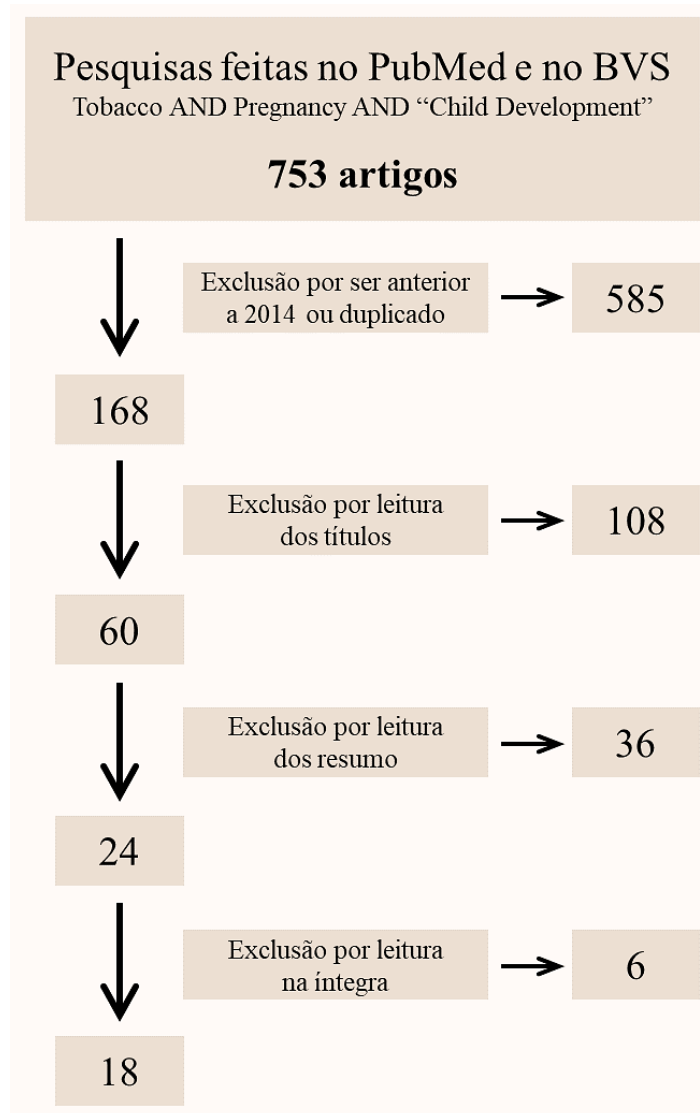 Pesquisas feitas no PubMed e no BVS
Tobacco AND Pregnancy AND “Child Development”
753 artigos
Exclusão por ser anterior
a 2014 ou duplicado
585
168
Exclusão por leitura
dos títulos
108
60
Exclusão por leitura
dos resumo
36
24
Exclusão por leitura
na íntegra
6
18